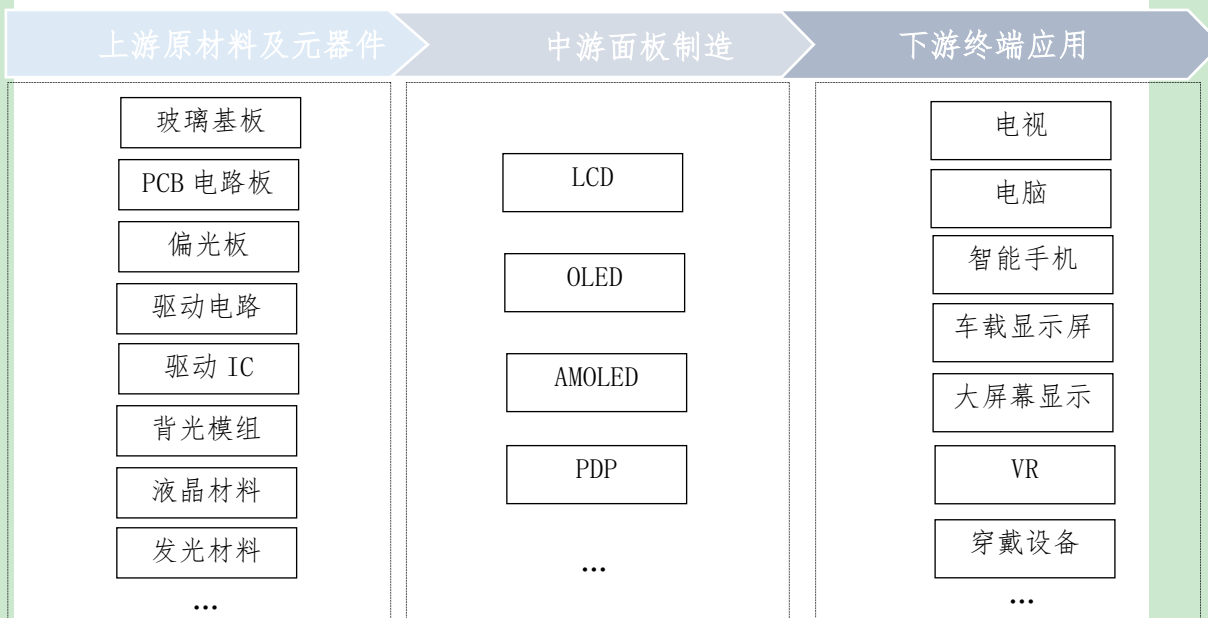 上游原材料及元器件
中游面板制造
下游终端应用
玻璃基板
PCB 电路板
偏光板
驱动电路
驱动 IC
背光模组
液晶材料
发光材料
…
LCD
OLED
AMOLED
PDP
…
电视
电脑
智能手机
车载显示屏
大屏幕显示
VR
穿戴设备
…